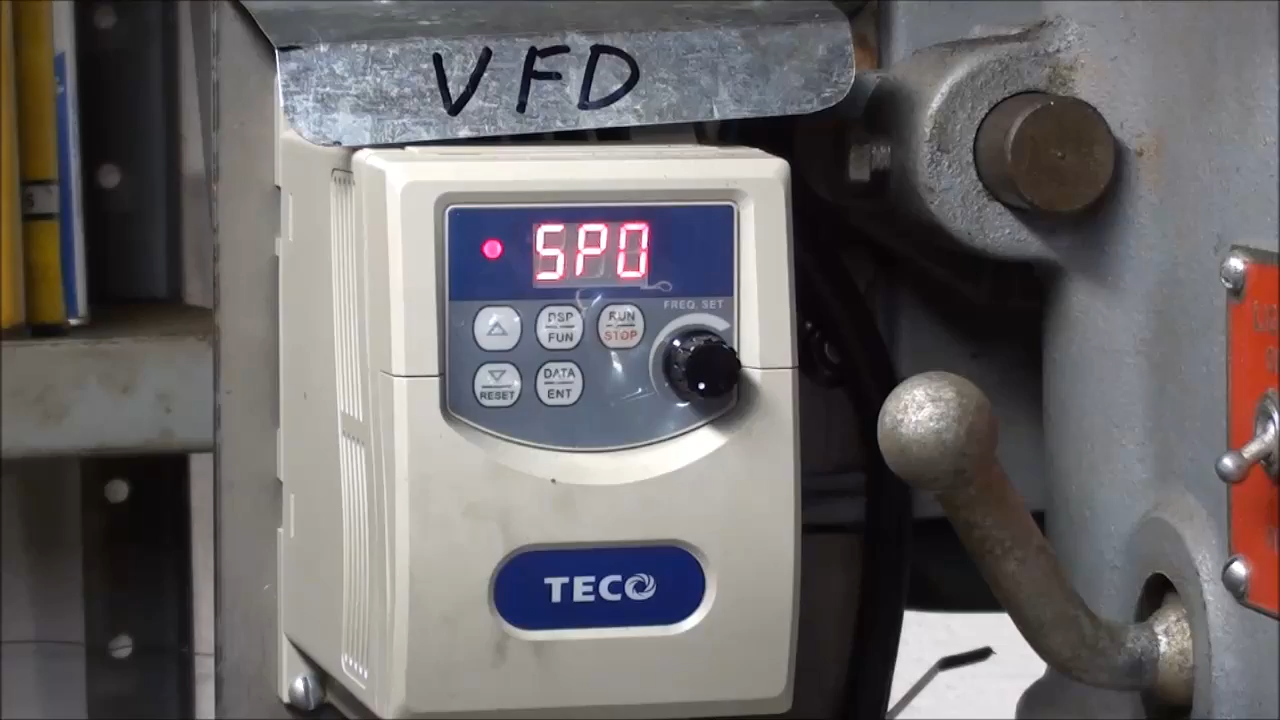 VFD
SP0
FREQ. SET
DSP
FUN
RUN
STOP
RESET
DATA
ENT
TECO